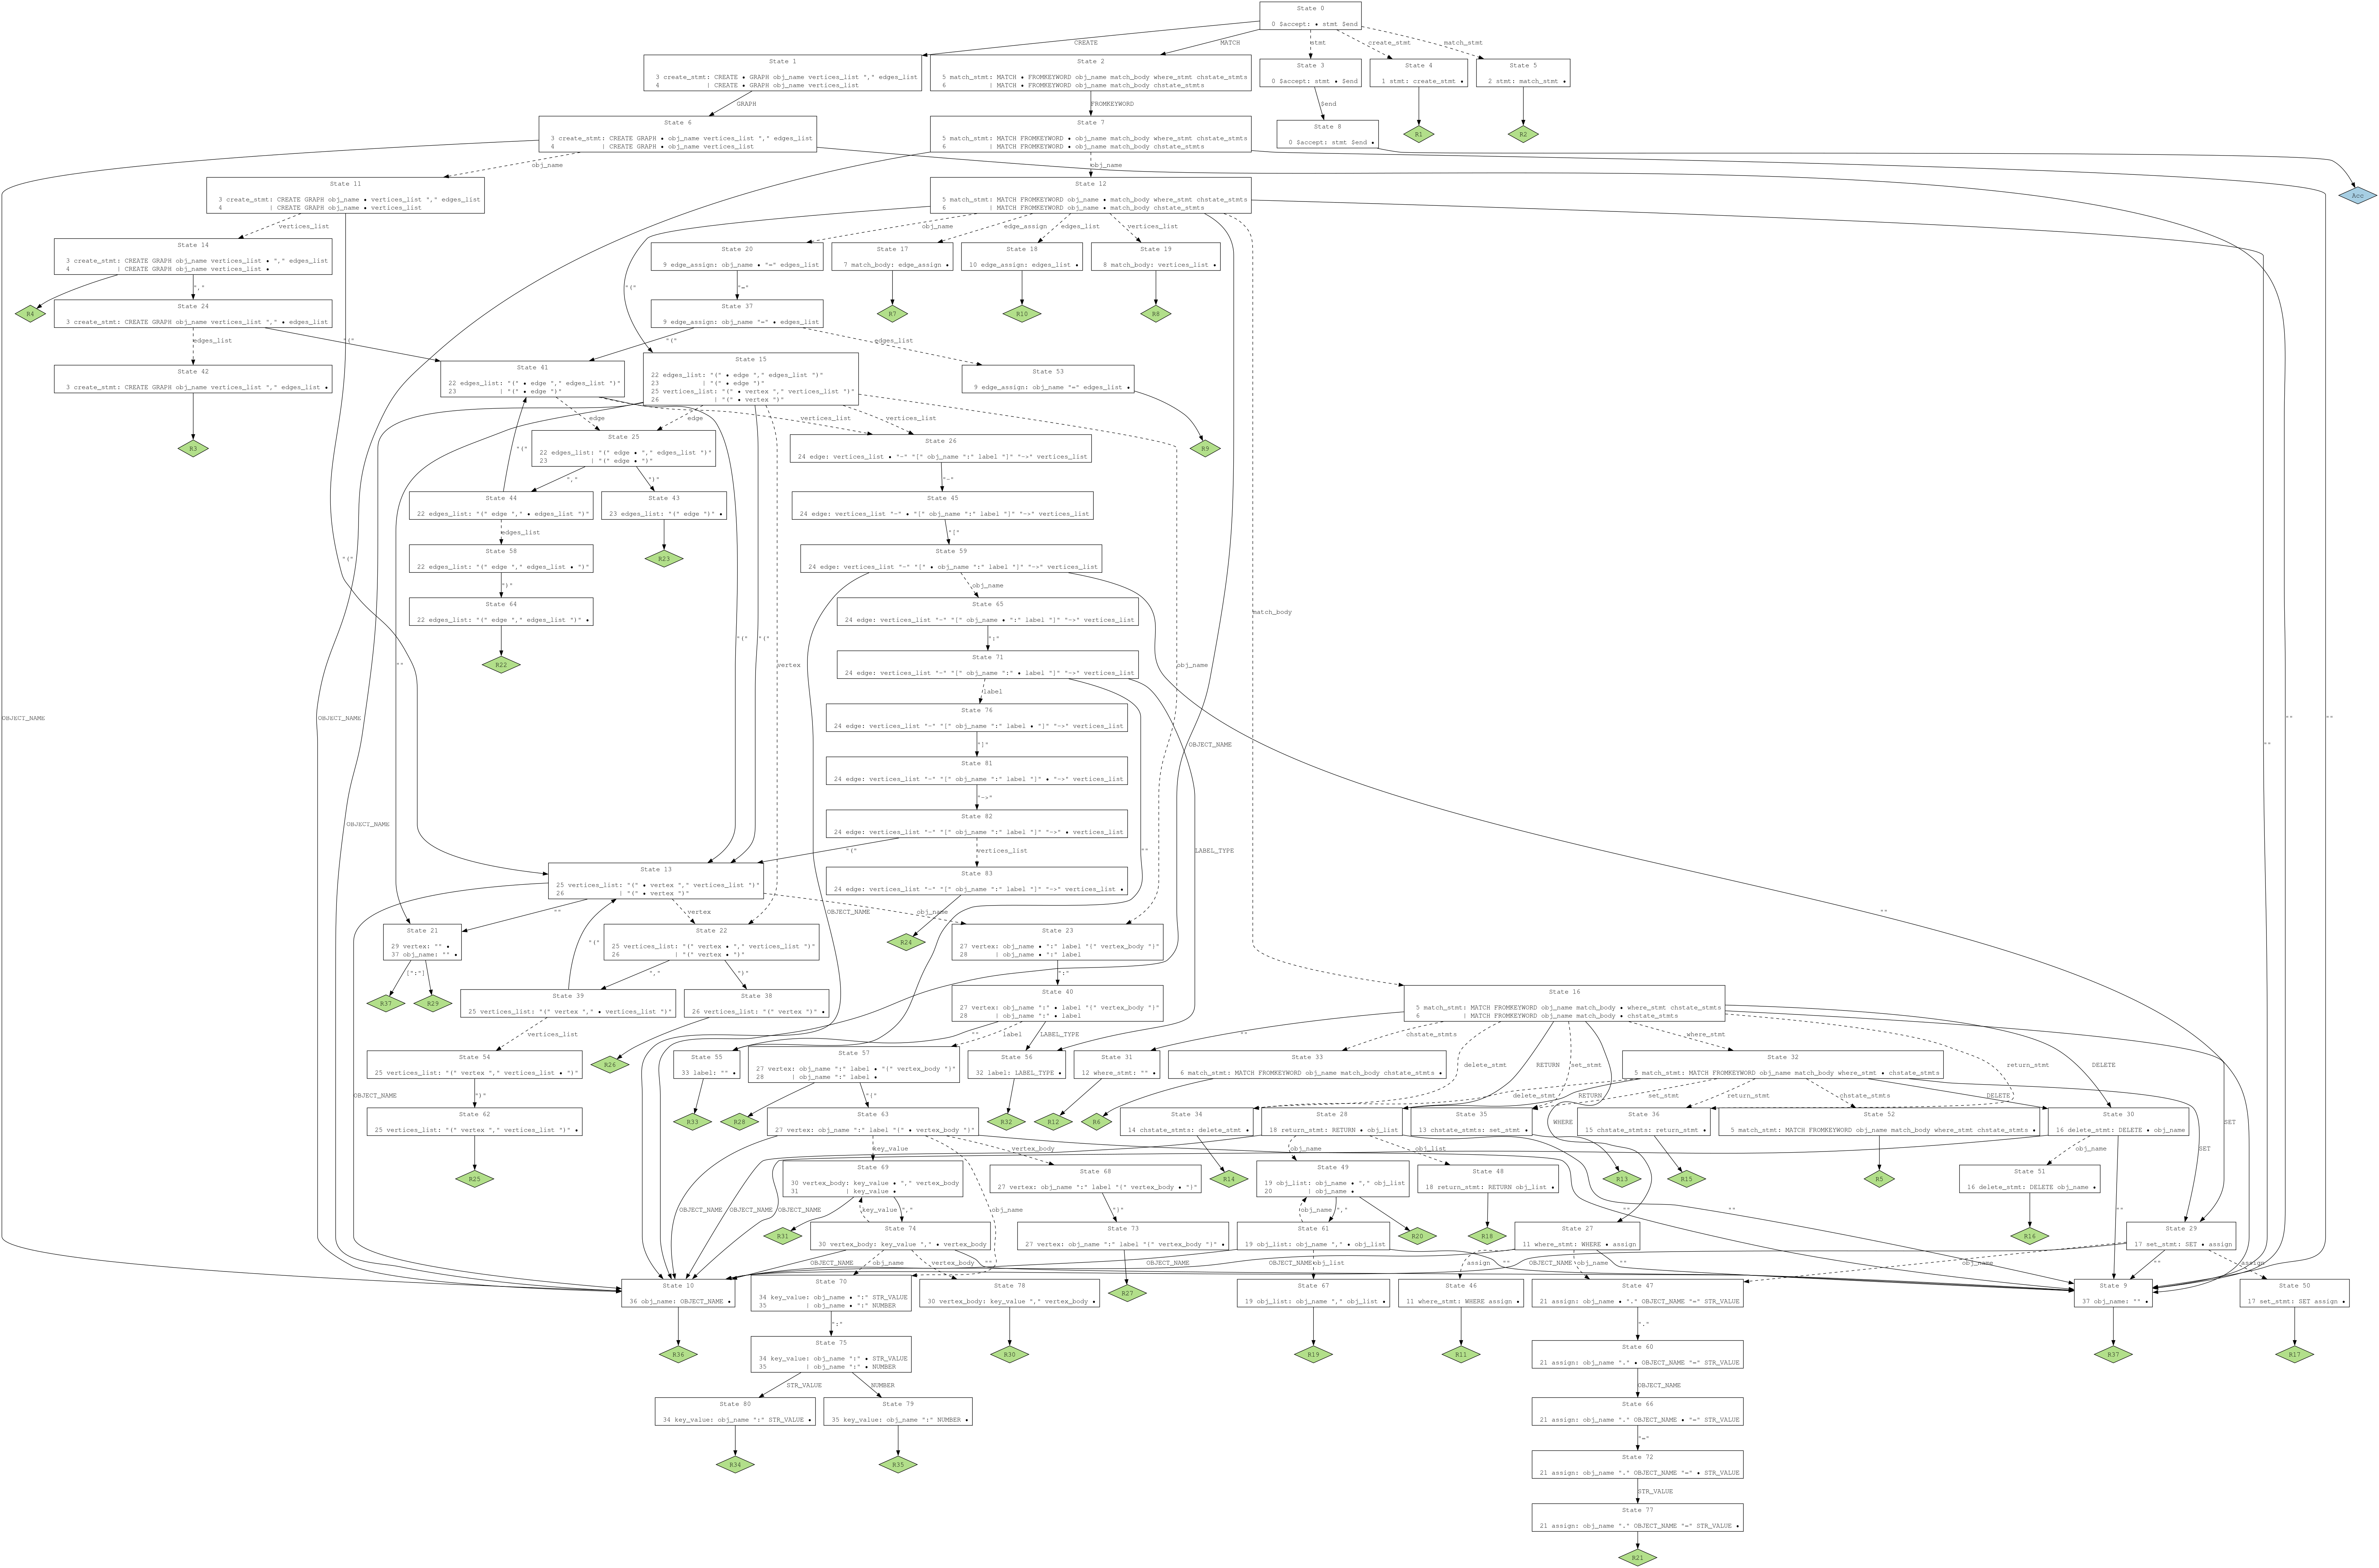 State 0
0 $accept: • stmt $end
CREATE
MATCH
stmt
create_stmt
match_stmt
State 1
3 create_stmt: CREATE • GRAPH obj_name vertices_list "," edges_list
4 | CREATE • GRAPH obj_name vertices_list
State 2
5 match_stmt: MATCH • FROMKEYWORD obj_name match_body where_stmt chstate_stmts
6 | MATCH • FROMKEYWORD obj_name match_body chstate_stmts
State 3
0 $accept: stmt • $end
State 4
1 stmt: create_stmt •
State 5
2 stmt: match_stmt •
GRAPH
FROMKEYWORD
$end
State 6
3 create_stmt: CREATE GRAPH • obj_name vertices_list "," edges_list
4 | CREATE GRAPH • obj_name vertices_list
State 7
5 match_stmt: MATCH FROMKEYWORD • obj_name match_body where_stmt chstate_stmts
6 | MATCH FROMKEYWORD • obj_name match_body chstate_stmts
State 8
0 $accept: stmt $end •
R1
R2
obj_name
obj_name
State 11
3 create_stmt: CREATE GRAPH obj_name • vertices_list "," edges_list
4 | CREATE GRAPH obj_name • vertices_list
State 12
5 match_stmt: MATCH FROMKEYWORD obj_name • match_body where_stmt chstate_stmts
6 | MATCH FROMKEYWORD obj_name • match_body chstate_stmts
Acc
vertices_list
obj_name
edge_assign
edges_list
vertices_list
State 14
3 create_stmt: CREATE GRAPH obj_name vertices_list • "," edges_list
4 | CREATE GRAPH obj_name vertices_list •
State 20
9 edge_assign: obj_name • "=" edges_list
State 17
7 match_body: edge_assign •
State 18
10 edge_assign: edges_list •
State 19
8 match_body: vertices_list •
","
"("
"="
R4
State 24
3 create_stmt: CREATE GRAPH obj_name vertices_list "," • edges_list
State 37
9 edge_assign: obj_name "=" • edges_list
R7
R10
R8
edges_list
"("
"("
edges_list
State 42
3 create_stmt: CREATE GRAPH obj_name vertices_list "," edges_list •
State 41
22 edges_list: "(" • edge "," edges_list ")"
23 | "(" • edge ")"
State 15
22 edges_list: "(" • edge "," edges_list ")"
23 | "(" • edge ")"
25 vertices_list: "(" • vertex "," vertices_list ")"
26 | "(" • vertex ")"
State 53
9 edge_assign: obj_name "=" edges_list •
edge
edge
vertices_list
vertices_list
R3
State 25
22 edges_list: "(" edge • "," edges_list ")"
23 | "(" edge • ")"
State 26
24 edge: vertices_list • "-" "[" obj_name ":" label "]" "->" vertices_list
R9
"("
","
")"
"-"
State 44
22 edges_list: "(" edge "," • edges_list ")"
State 43
23 edges_list: "(" edge ")" •
State 45
24 edge: vertices_list "-" • "[" obj_name ":" label "]" "->" vertices_list
edges_list
"["
"("
State 58
22 edges_list: "(" edge "," edges_list • ")"
R23
State 59
24 edge: vertices_list "-" "[" • obj_name ":" label "]" "->" vertices_list
")"
obj_name
State 64
22 edges_list: "(" edge "," edges_list ")" •
State 65
24 edge: vertices_list "-" "[" obj_name • ":" label "]" "->" vertices_list
match_body
"("
"("
":"
""
R22
vertex
obj_name
State 71
24 edge: vertices_list "-" "[" obj_name ":" • label "]" "->" vertices_list
label
OBJECT_NAME
OBJECT_NAME
State 76
24 edge: vertices_list "-" "[" obj_name ":" label • "]" "->" vertices_list
""
""
""
OBJECT_NAME
"]"
State 81
24 edge: vertices_list "-" "[" obj_name ":" label "]" • "->" vertices_list
"->"
State 82
24 edge: vertices_list "-" "[" obj_name ":" label "]" "->" • vertices_list
OBJECT_NAME
"("
vertices_list
""
LABEL_TYPE
State 13
25 vertices_list: "(" • vertex "," vertices_list ")"
26 | "(" • vertex ")"
State 83
24 edge: vertices_list "-" "[" obj_name ":" label "]" "->" vertices_list •
""
vertex
obj_name
OBJECT_NAME
""
State 21
29 vertex: "" •
37 obj_name: "" •
State 22
25 vertices_list: "(" vertex • "," vertices_list ")"
26 | "(" vertex • ")"
R24
State 23
27 vertex: obj_name • ":" label "(" vertex_body ")"
28 | obj_name • ":" label
"("
[":"]
","
")"
":"
R37
R29
State 39
25 vertices_list: "(" vertex "," • vertices_list ")"
State 38
26 vertices_list: "(" vertex ")" •
State 40
27 vertex: obj_name ":" • label "(" vertex_body ")"
28 | obj_name ":" • label
State 16
5 match_stmt: MATCH FROMKEYWORD obj_name match_body • where_stmt chstate_stmts
6 | MATCH FROMKEYWORD obj_name match_body • chstate_stmts
vertices_list
""
label
LABEL_TYPE
""
chstate_stmts
where_stmt
State 54
25 vertices_list: "(" vertex "," vertices_list • ")"
R26
State 55
33 label: "" •
State 57
27 vertex: obj_name ":" label • "(" vertex_body ")"
28 | obj_name ":" label •
State 56
32 label: LABEL_TYPE •
State 31
12 where_stmt: "" •
State 33
6 match_stmt: MATCH FROMKEYWORD obj_name match_body chstate_stmts •
delete_stmt
RETURN
set_stmt
State 32
5 match_stmt: MATCH FROMKEYWORD obj_name match_body where_stmt • chstate_stmts
return_stmt
DELETE
OBJECT_NAME
")"
"("
delete_stmt
RETURN
set_stmt
return_stmt
chstate_stmts
DELETE
State 62
25 vertices_list: "(" vertex "," vertices_list ")" •
R33
R28
State 63
27 vertex: obj_name ":" label "(" • vertex_body ")"
R32
R12
R6
State 34
14 chstate_stmts: delete_stmt •
State 28
18 return_stmt: RETURN • obj_list
State 35
13 chstate_stmts: set_stmt •
WHERE
State 36
15 chstate_stmts: return_stmt •
State 52
5 match_stmt: MATCH FROMKEYWORD obj_name match_body where_stmt chstate_stmts •
State 30
16 delete_stmt: DELETE • obj_name
SET
key_value
vertex_body
obj_name
obj_list
obj_name
SET
R25
State 69
30 vertex_body: key_value • "," vertex_body
31 | key_value •
State 68
27 vertex: obj_name ":" label "(" vertex_body • ")"
R14
State 49
19 obj_list: obj_name • "," obj_list
20 | obj_name •
State 48
18 return_stmt: RETURN obj_list •
R13
R15
R5
State 51
16 delete_stmt: DELETE obj_name •
OBJECT_NAME
OBJECT_NAME
OBJECT_NAME
key_value
","
obj_name
")"
obj_name
","
""
""
""
R31
State 74
30 vertex_body: key_value "," • vertex_body
State 73
27 vertex: obj_name ":" label "(" vertex_body ")" •
State 61
19 obj_list: obj_name "," • obj_list
R20
R18
State 27
11 where_stmt: WHERE • assign
R16
State 29
17 set_stmt: SET • assign
OBJECT_NAME
obj_name
vertex_body
""
OBJECT_NAME
obj_list
""
OBJECT_NAME
assign
obj_name
""
OBJECT_NAME
obj_name
""
assign
State 10
36 obj_name: OBJECT_NAME •
State 70
34 key_value: obj_name • ":" STR_VALUE
35 | obj_name • ":" NUMBER
State 78
30 vertex_body: key_value "," vertex_body •
R27
State 67
19 obj_list: obj_name "," obj_list •
State 46
11 where_stmt: WHERE assign •
State 47
21 assign: obj_name • "." OBJECT_NAME "=" STR_VALUE
State 9
37 obj_name: "" •
State 50
17 set_stmt: SET assign •
":"
"."
R36
State 75
34 key_value: obj_name ":" • STR_VALUE
35 | obj_name ":" • NUMBER
R30
R19
R11
State 60
21 assign: obj_name "." • OBJECT_NAME "=" STR_VALUE
R37
R17
STR_VALUE
NUMBER
OBJECT_NAME
State 80
34 key_value: obj_name ":" STR_VALUE •
State 79
35 key_value: obj_name ":" NUMBER •
State 66
21 assign: obj_name "." OBJECT_NAME • "=" STR_VALUE
"="
R34
R35
State 72
21 assign: obj_name "." OBJECT_NAME "=" • STR_VALUE
STR_VALUE
State 77
21 assign: obj_name "." OBJECT_NAME "=" STR_VALUE •
R21